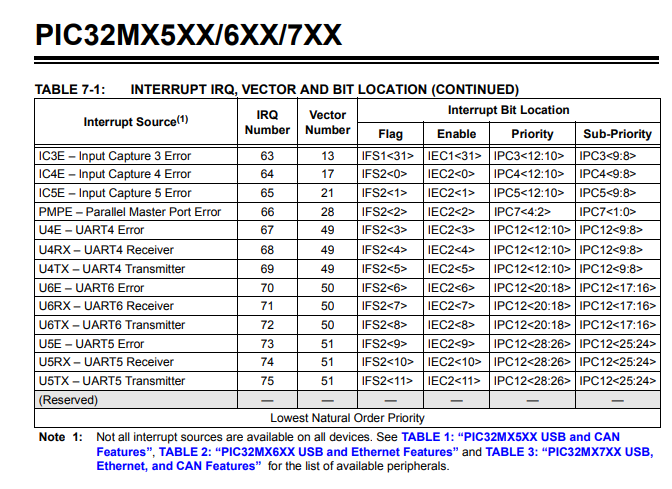 PIC32MX5XX/6XX/7XX
TABLE 7-1: INTERRUPT IRQ, VECTOR AND BIT LOCATION (CONTINUED)
Interrupt Source(1) IRQ Number Vector Number Interrupt Bit Location
Flag Enable Priority Sub-Priority
IC3E – Input Capture 3 Error 63 13 IFS1<31> IEC1<31> IPC3<12:10> IPC3<9:8>
IC4E – Input Capture 4 Error 64 17 IFS2<0> IEC2<0> IPC4<12:10> IPC4<9:8>
IC5E – Input Capture 5 Error 65 21 IFS2<1> IEC2<1> IPC5<12:10> IPC5<9:8>
PMPE – Parallel Master Port Error 66 28 IFS2<2> IEC2<2> IPC7<4:2> IPC7<1:0>
U4E – UART4 Error 67 49 IFS2<3> IEC2<3> IPC12<12:10> IPC12<9:8>
U4RX – UART4 Receiver 68 49 IFS2<4> IEC2<4> IPC12<12:10> IPC12<9:8>
U4TX – UART4 Transmitter 69 49 IFS2<5> IEC2<5> IPC12<12:10> IPC12<9:8>
U6E – UART6 Error 70 50 IFS2<6> IEC2<6> IPC12<20:18> IPC12<17:16>
U6RX – UART6 Receiver 71 50 IFS2<7> IEC2<7> IPC12<20:18> IPC12<17:16>
U6TX – UART6 Transmitter 72 50 IFS2<8> IEC2<8> IPC12<20:18> IPC12<17:16>
U5E – UART5 Error 73 51 IFS2<9> IEC2<9> IPC12<28:26> IPC12<25:24>
U5RX – UART5 Receiver 74 51 IFS2<10> IEC2<10> IPC12<28:26> IPC12<25:24>
U5TX – UART5 Transmitter 75 51 IFS2<11> IEC2<11> IPC12<28:26> IPC12<25:24>
(Reserved) — — — — — —
Lowest Natural Order Priority
Note 1: Not all interrupt sources are available on all devices. See TABLE 1: “PIC32MX5XX USB and CAN
Features”, TABLE 2: “PIC32MX6XX USB and Ethernet Features” and TABLE 3: “PIC32MX7XX USB,
Ethernet, and CAN Features” for the list of available peripherals.